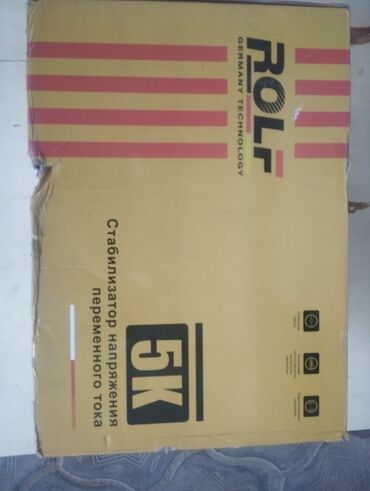 ROLF
GERMANY TECHNOLOGY
5K
Стабилизатор напряжения
переменного тока